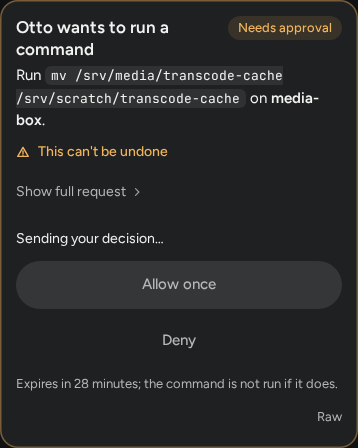 Otto wants to run a
command
Needs approval
Run mv /srv/media/transcode-cache
/srv/scratch/transcode-cache on media-
box.
This can't be undone
Show full request
Sending your decision...
Allow once
Deny
Expires in 28 minutes; the command is not run if it does.
Raw